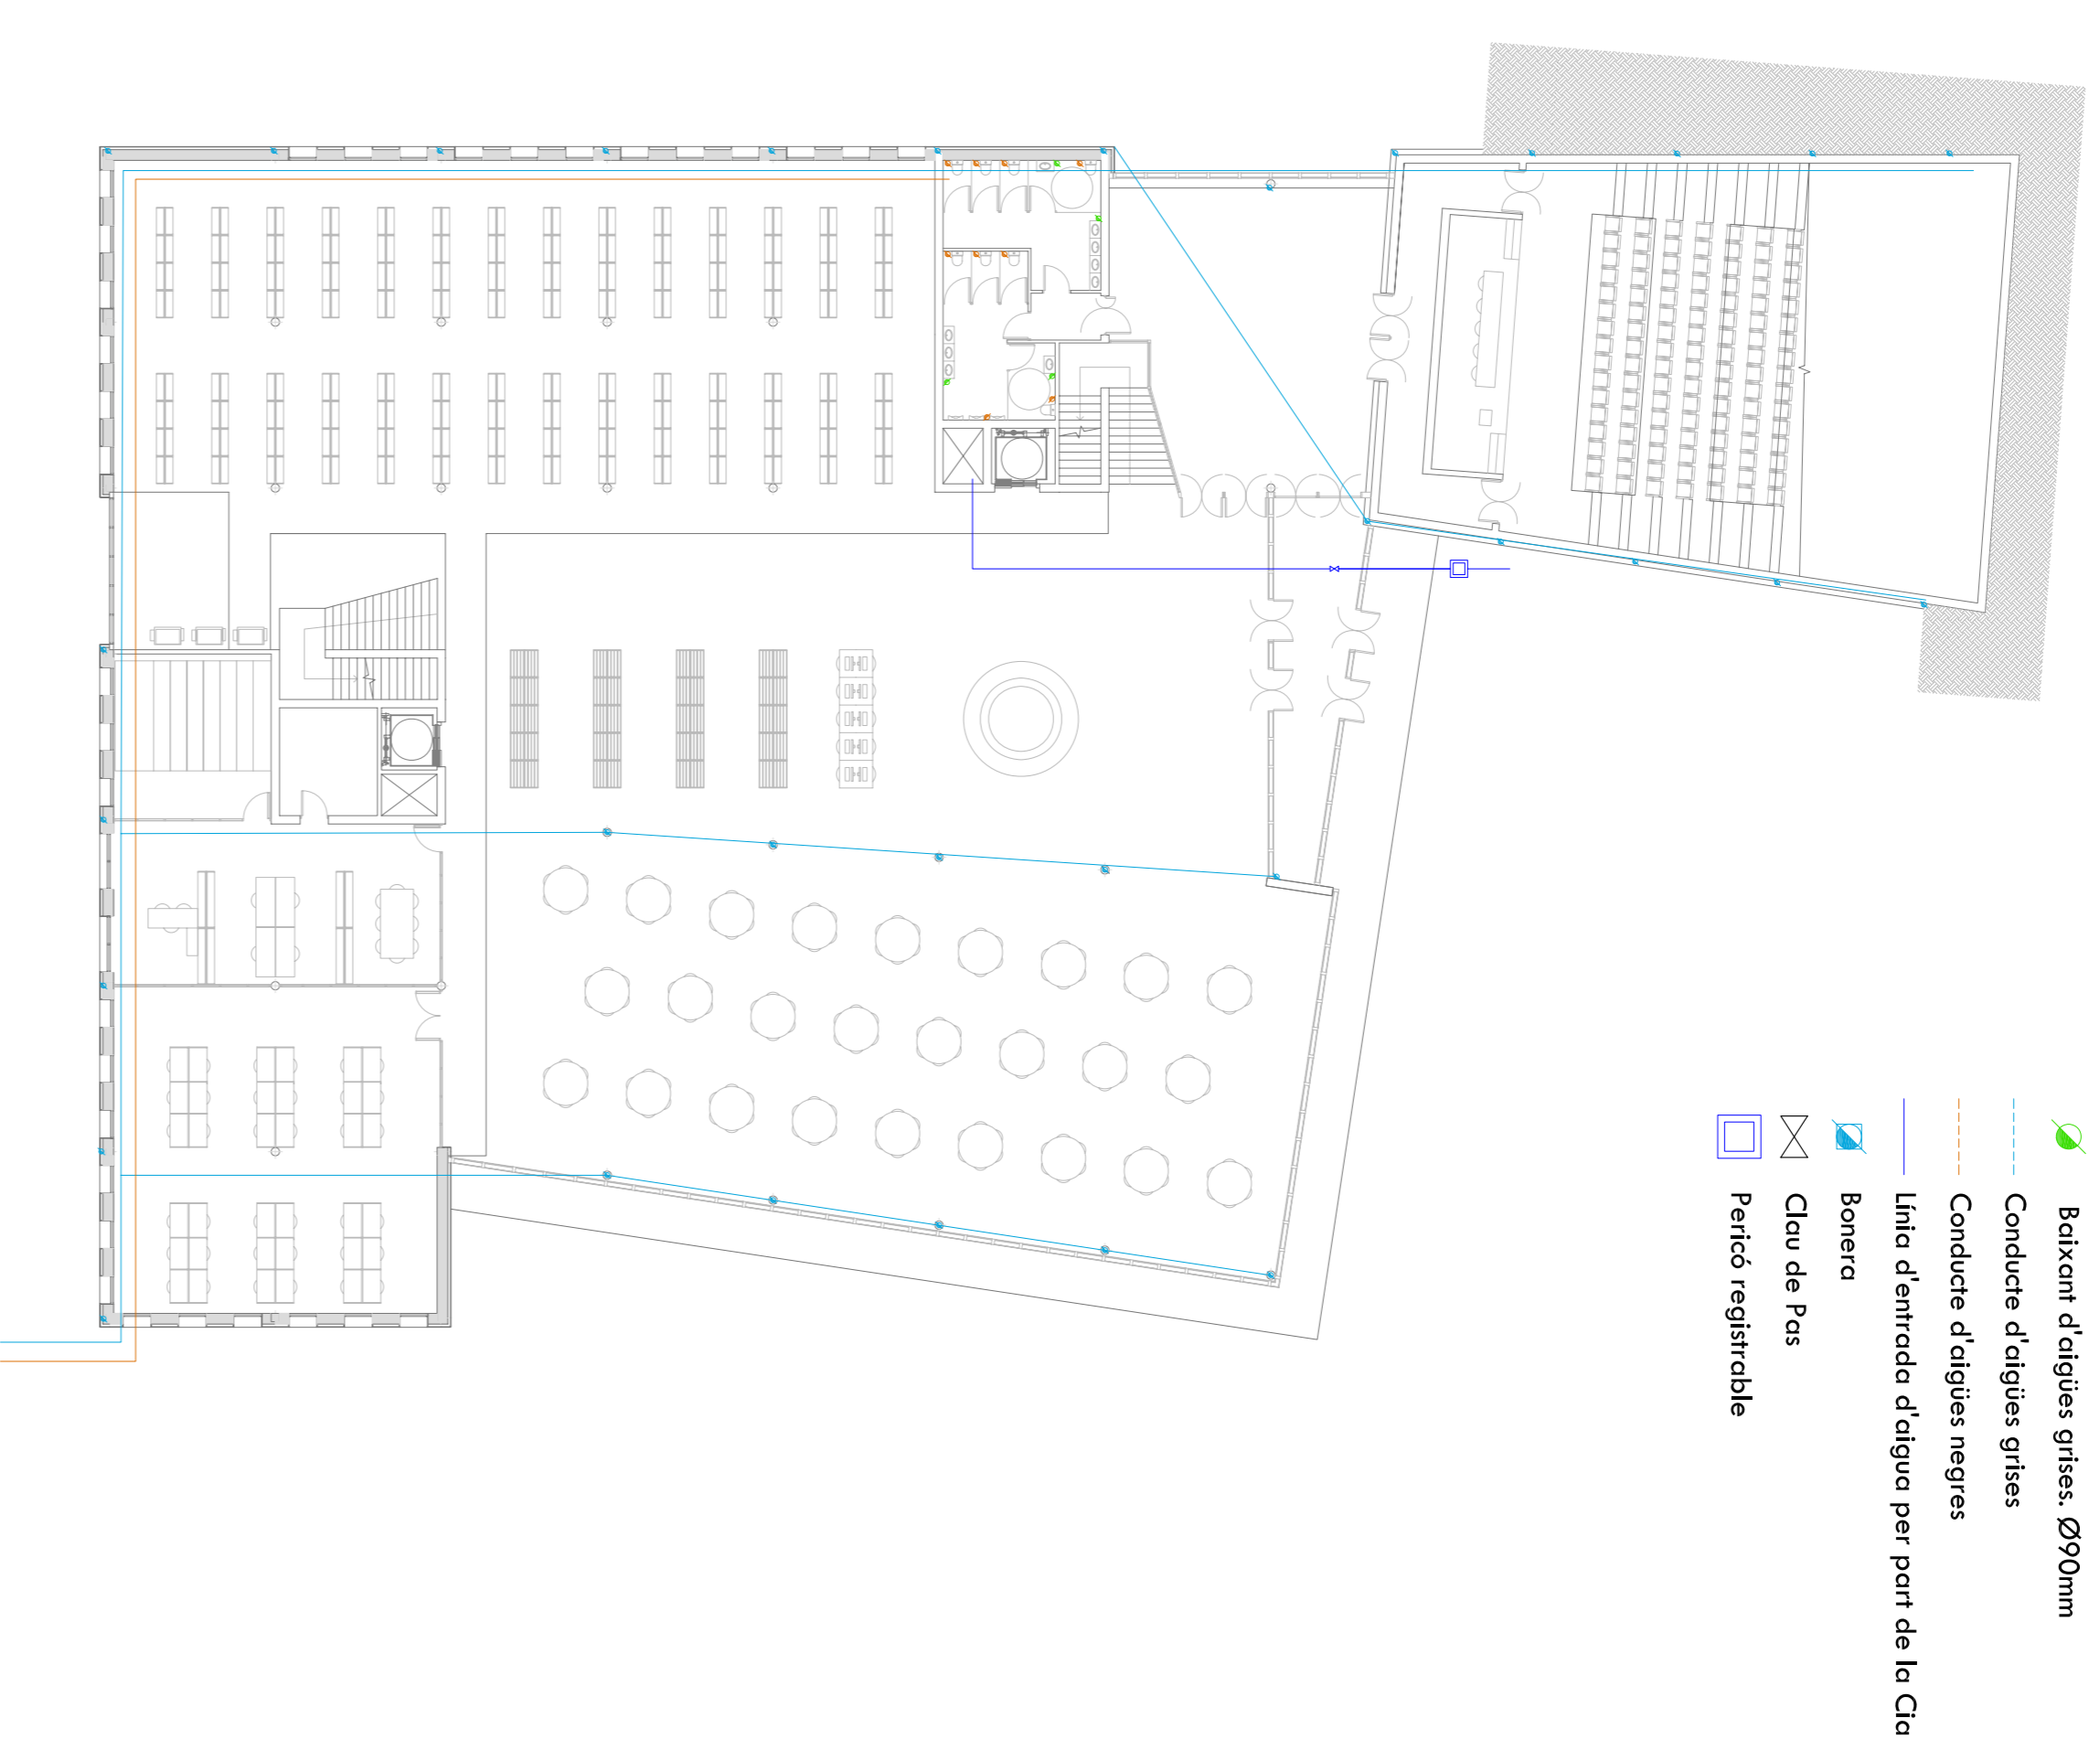 Baixant d'aigües grises. Ø90mm
Conducte d'aigües grises
Conducte d'aigües negres
Línia d'entrada d'aigua per part de la Cia
Bonera
Clau de Pas
Pericó registrable